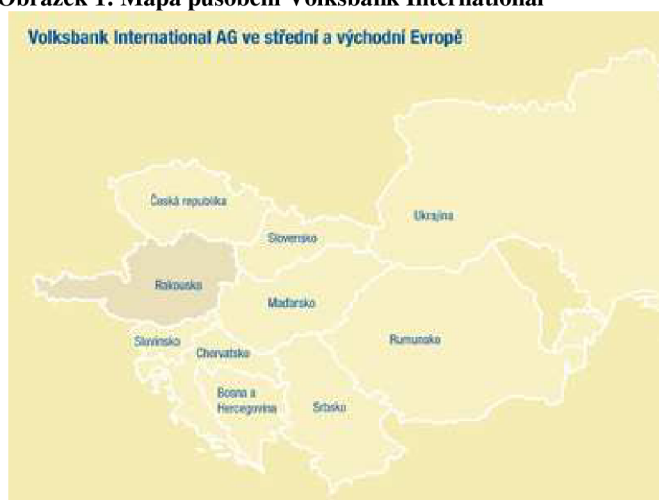 Obrázek 1: Mapa působení Volksbank International
Volksbank International AG ve střední a východní Evropě
Česká republika
Ukrajina
Slovensko
Rakousko
Maďarsko
Slovinsko
Rumunsko
Chorvatsko
Bosna a
Hercegovina
Srbsko